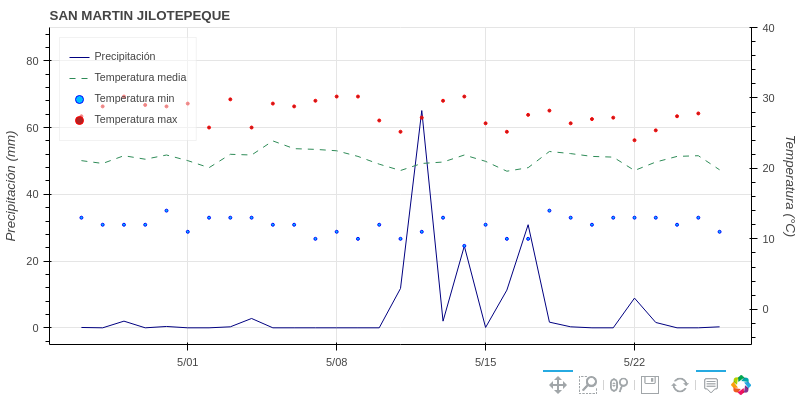 SAN MARTIN JILOTEPEQUE
Precipitación
Temperatura media
Temperatura min
Temperatura max
Precipitación (mm)
80
60
40
20
0
Temperatura (°C)
40
30
20
10
0
5/01
5/08
5/15
5/22